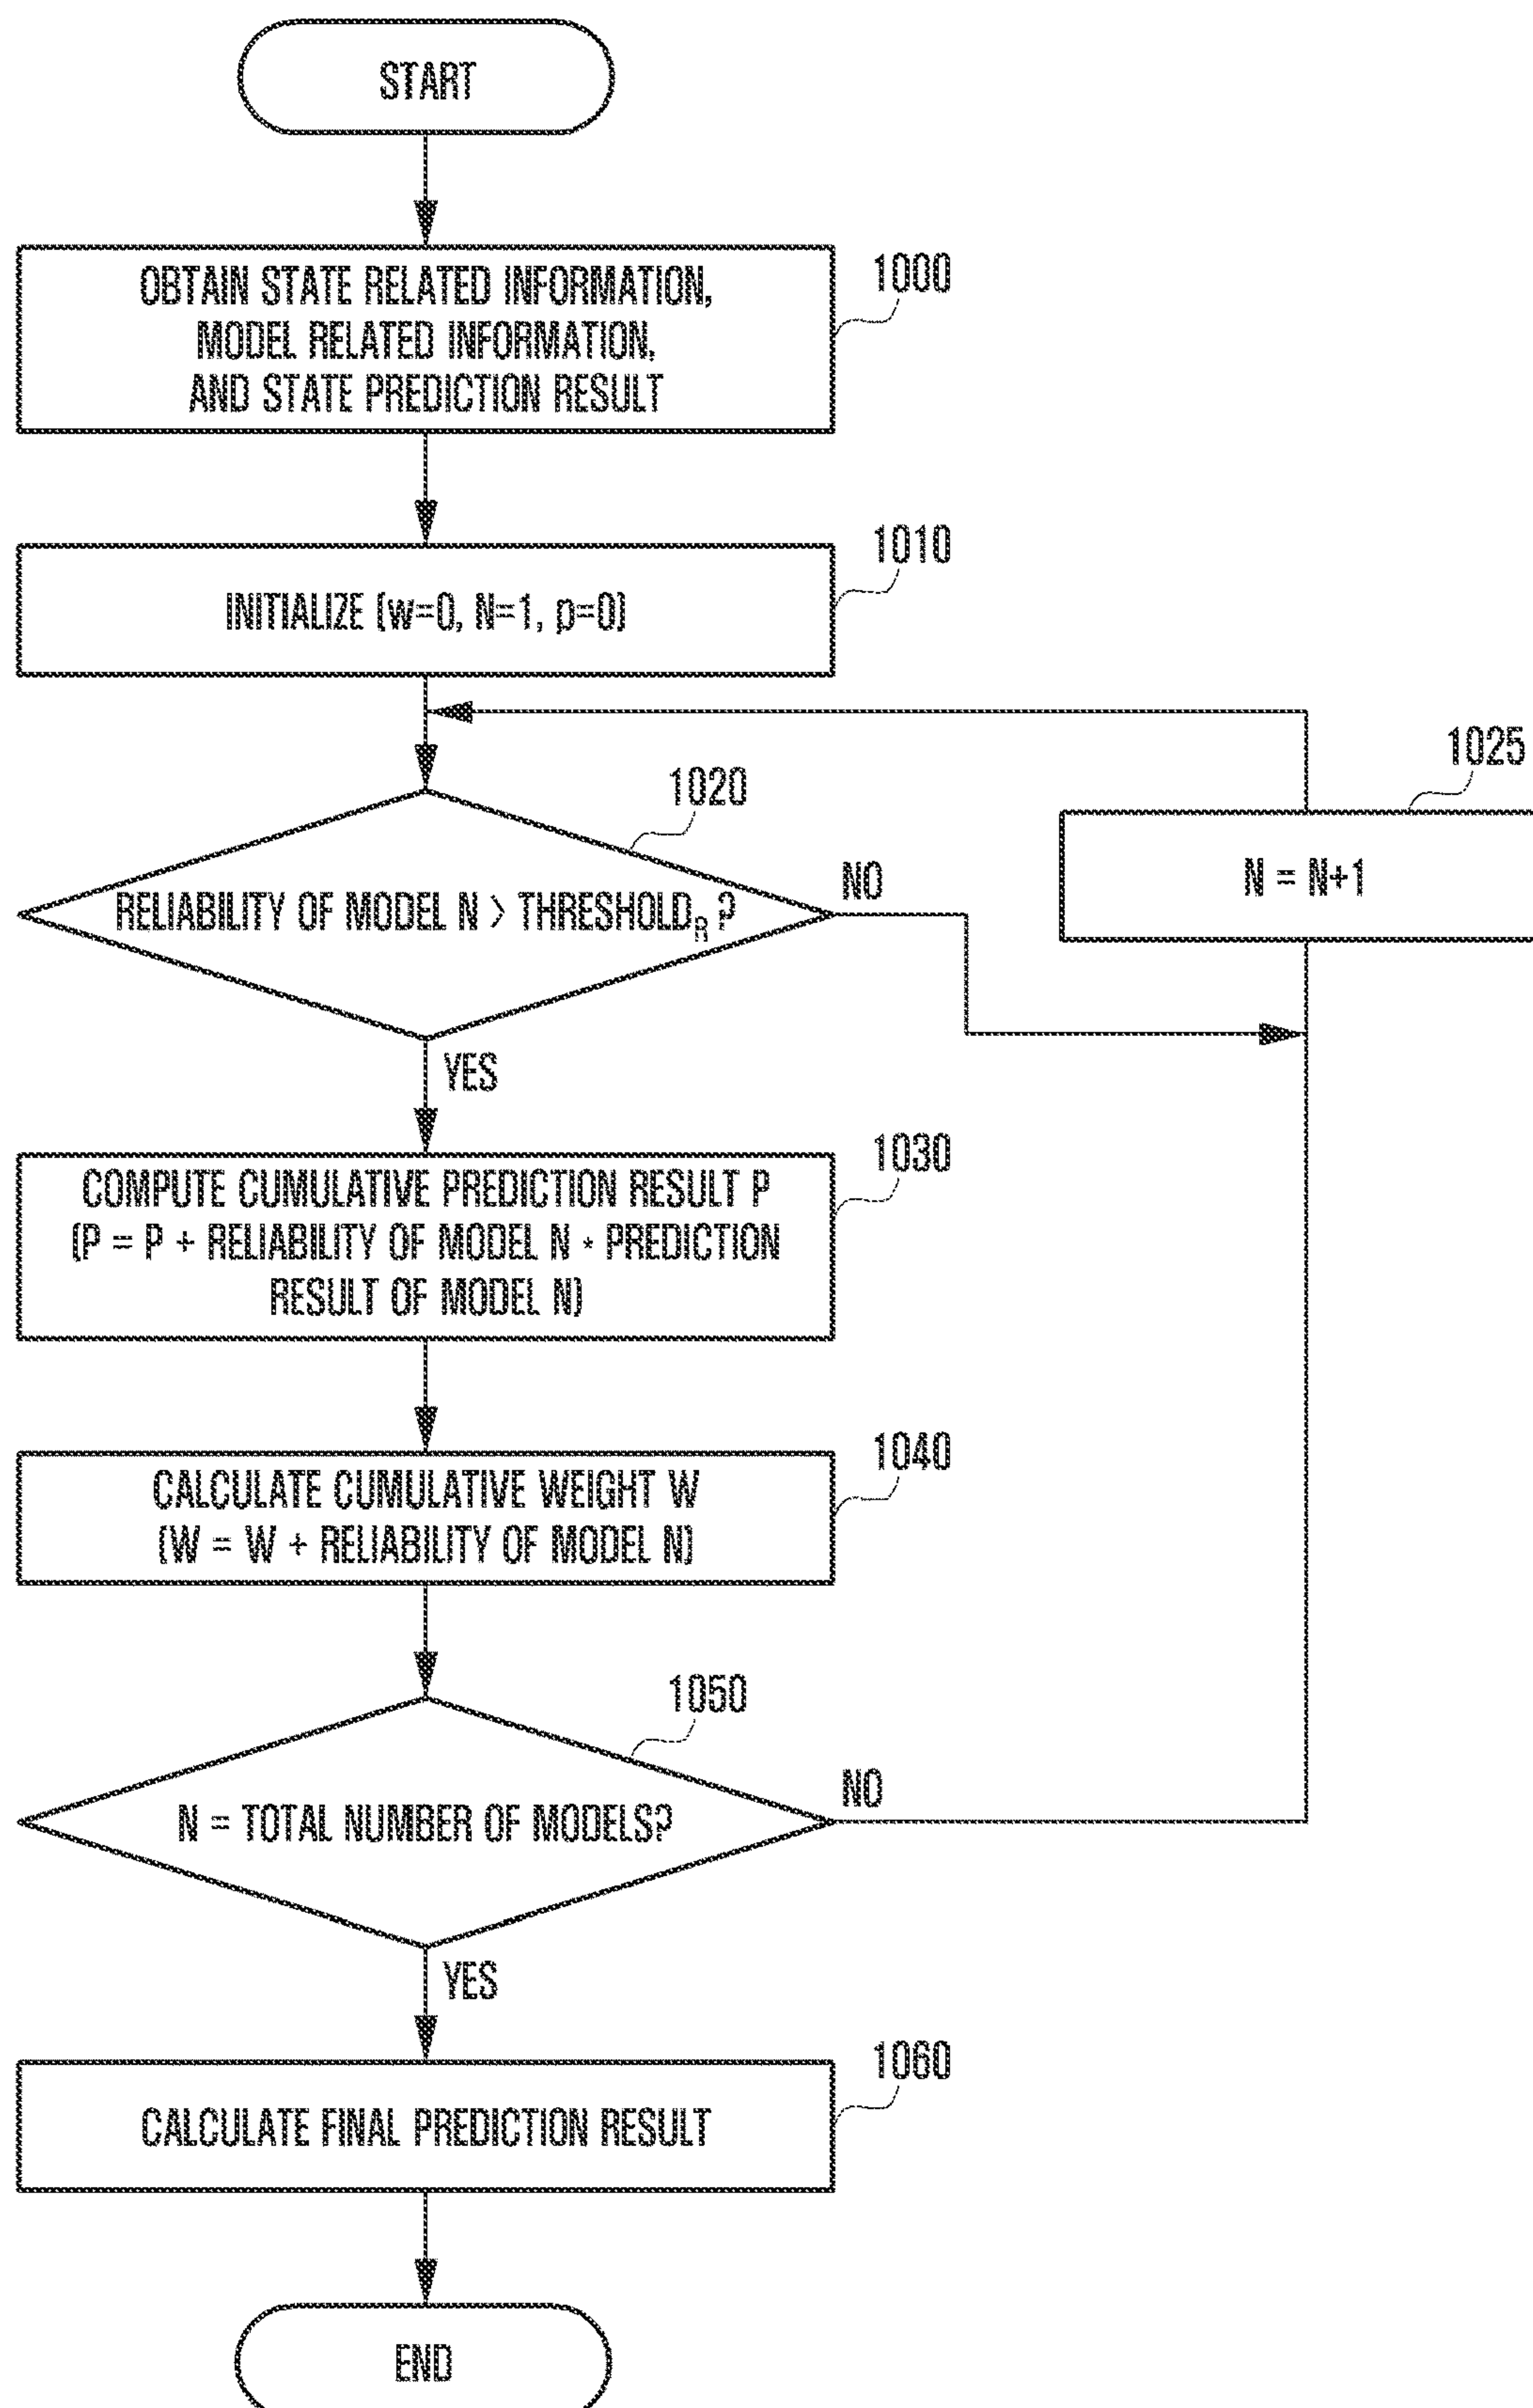 START
OBTAIN STATE RELATED INFORMATION,
MODEL RELATED INFORMATION,
AND STATE PREDICTION RESULT
1000
INITIALIZE (w=0, N=1, p=0)
1010
RELIABILITY OF MODEL N > THRESHOLD_R ?
1020
NO
N = N+1
1025
YES
COMPUTE CUMULATIVE PREDICTION RESULT P
(P = P + RELIABILITY OF MODEL N * PREDICTION
RESULT OF MODEL N)
1030
CALCULATE CUMULATIVE WEIGHT W
(W = W + RELIABILITY OF MODEL N)
1040
N = TOTAL NUMBER OF MODELS?
1050
NO
YES
CALCULATE FINAL PREDICTION RESULT
1060
END